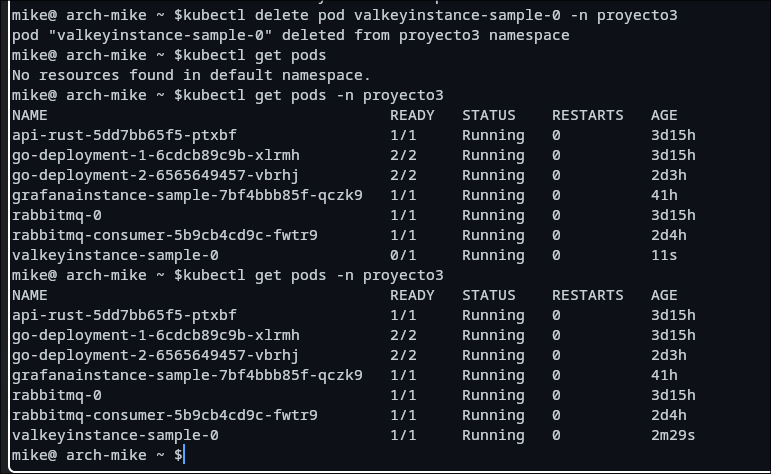 mike@ arch-mike ~ $kubectl delete pod valkeyinstance-sample-0 -n proyecto3
pod "valkeyinstance-sample-0" deleted from proyecto3 namespace
mike@ arch-mike ~ $kubectl get pods
No resources found in default namespace.
mike@ arch-mike ~ $kubectl get pods -n proyecto3
NAME READY STATUS RESTARTS AGE
api-rust-5dd7bb65f5-ptxbf 1/1 Running 0 3d15h
go-deployment-1-6cdcb89c9b-xlrmh 2/2 Running 0 3d15h
go-deployment-2-6565649457-vbrhj 2/2 Running 0 2d3h
grafanainstance-sample-7bf4bbb85f-qczk9 1/1 Running 0 41h
rabbitmq-0 1/1 Running 0 3d15h
rabbitmq-consumer-5b9cb4cd9c-fwtr9 1/1 Running 0 2d4h
valkeyinstance-sample-0 0/1 Running 0 11s
mike@ arch-mike ~ $kubectl get pods -n proyecto3
NAME READY STATUS RESTARTS AGE
api-rust-5dd7bb65f5-ptxbf 1/1 Running 0 3d15h
go-deployment-1-6cdcb89c9b-xlrmh 2/2 Running 0 3d15h
go-deployment-2-6565649457-vbrhj 2/2 Running 0 2d3h
grafanainstance-sample-7bf4bbb85f-qczk9 1/1 Running 0 41h
rabbitmq-0 1/1 Running 0 3d15h
rabbitmq-consumer-5b9cb4cd9c-fwtr9 1/1 Running 0 2d4h
valkeyinstance-sample-0 1/1 Running 0 2m29s
mike@ arch-mike ~ $